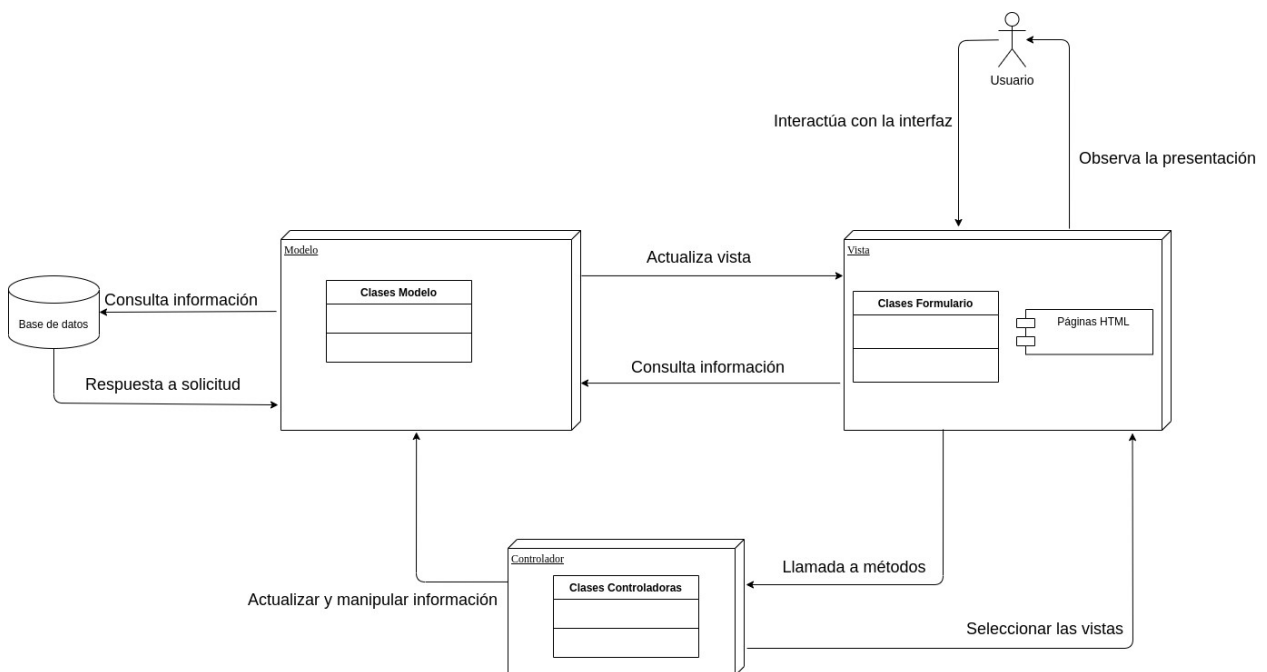 Usuario
Interactúa con la interfaz
Observa la presentación
Modelo
Actualiza vista
Vista
Clases Modelo
Consulta información
Base de datos
Clases Formulario
Páginas HTML
Consulta información
Respuesta a solicitud
Controlador
Llamada a métodos
Clases Controladoras
Actualizar y manipular información
Seleccionar las vistas